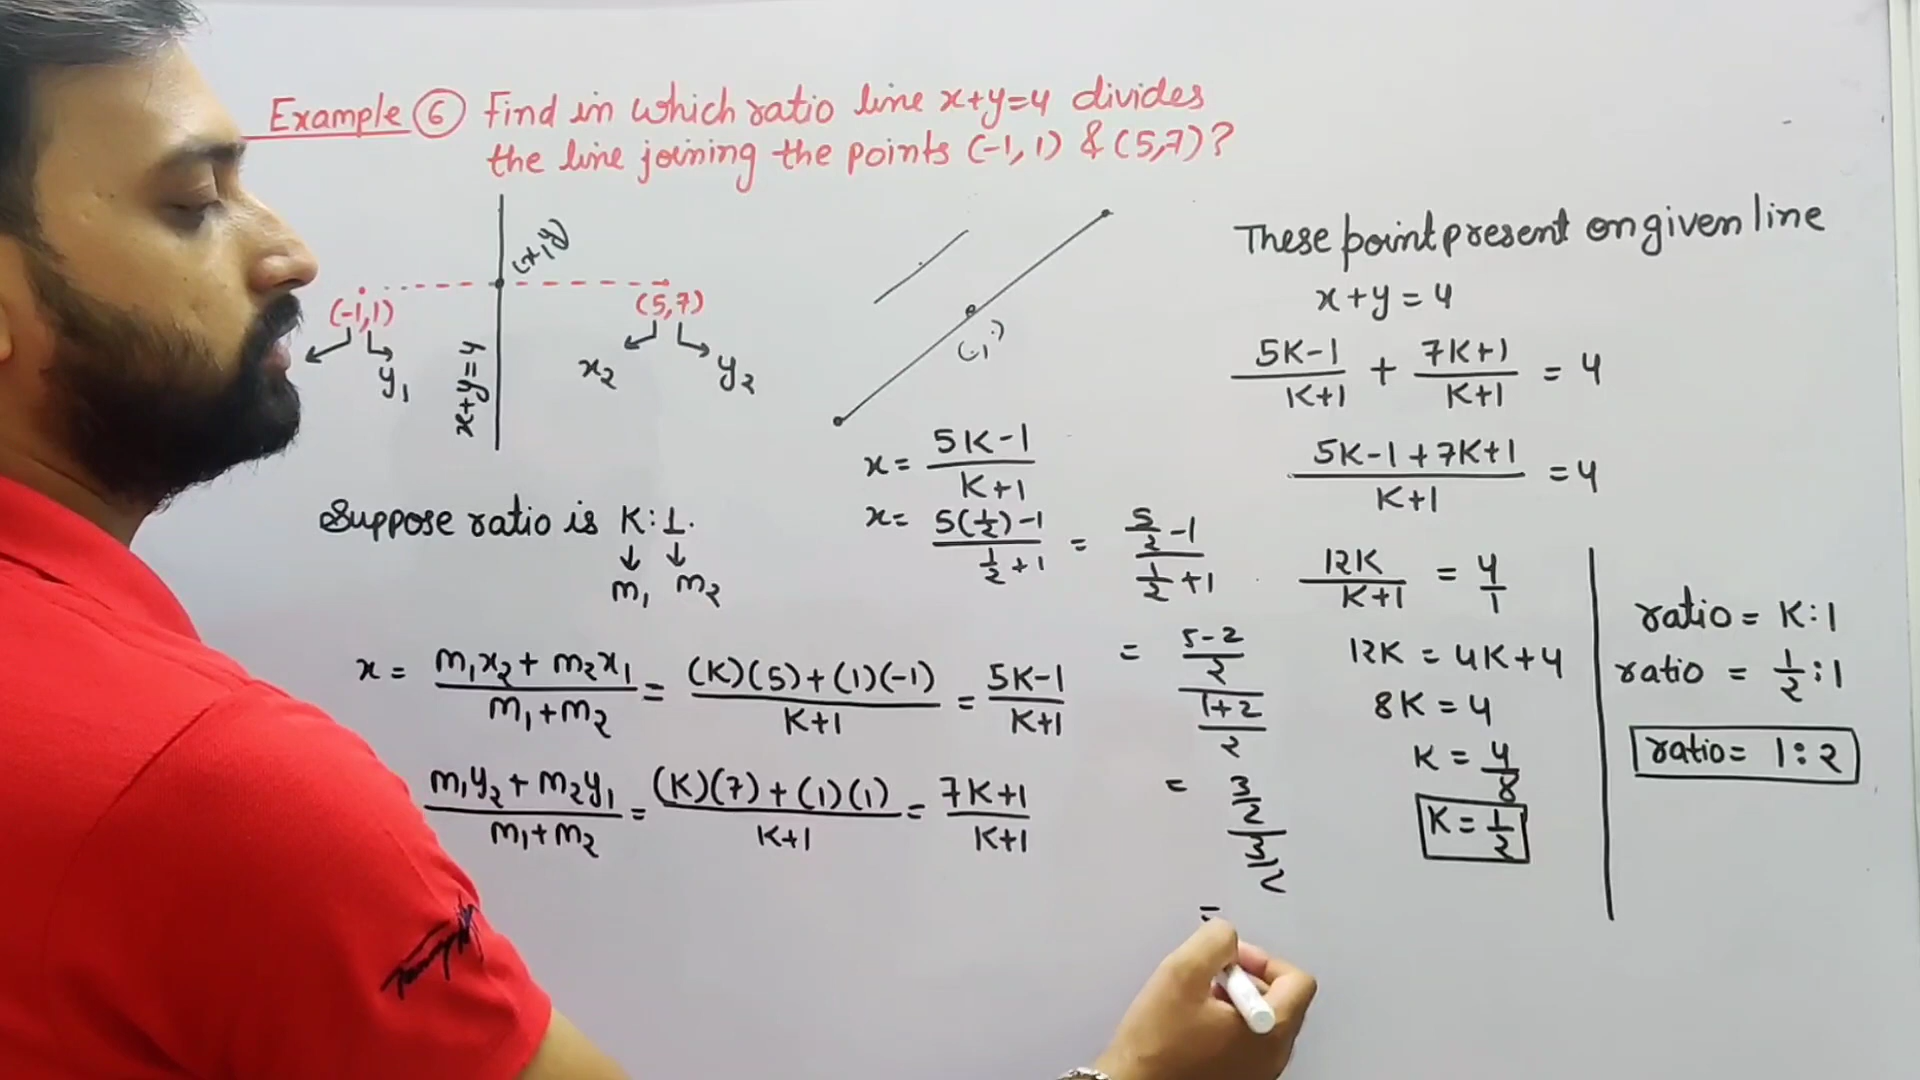 Example ⑥ Find in which ratio line x+y=4 divides
the line joining the points (-1,1) & (5,7)?
(x,y)
(-1,1)
y₁
x+y=4
(5,7)
x₂
y₂
( , )
Suppose ratio is K:1.
↓ ↓
m₁ m₂
x = (m₁x₂ + m₂x₁)/(m₁+m₂) = ((K)(5)+(1)(-1))/(K+1) = (5K-1)/(K+1)
(m₁y₂ + m₂y₁)/(m₁+m₂) = ((K)(7)+(1)(1))/(K+1) = (7K+1)/(K+1)
x = (5K-1)/(K+1)
x = (5(1/2)-1)/(1/2+1) = (5/2-1)/(1/2+1)
= ((5-2)/2)/((1+2)/2)
= (3/2)/(3/2)
=
These point present on given line
x+y=4
(5K-1)/(K+1) + (7K+1)/(K+1) = 4
(5K-1+7K+1)/(K+1) = 4
12K/(K+1) = 4/1
12K = 4K+4
8K = 4
K = 4/8
K = 1/2
ratio = K:1
ratio = 1/2:1
ratio = 1:2